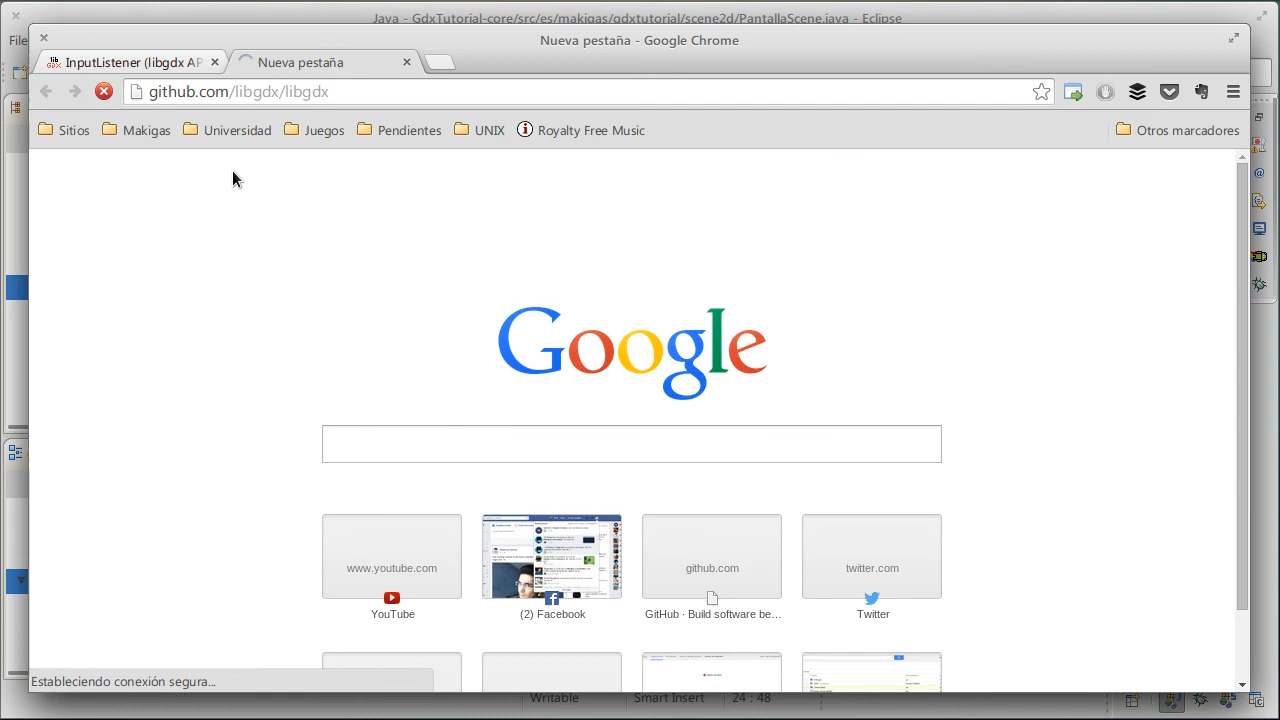 Java - GdxTutorial-core/src/es/makigas/gdxtutorial/scene2d/PantallaScene.java - Eclipse
File
Nueva pestaña - Google Chrome
InputListener (libgdx AP
Nueva pestaña
github.com/libgdx/libgdx
Sitios
Makigas
Universidad
Juegos
Pendientes
UNIX
Royalty Free Music
Otros marcadores
Google
www.youtube.com
github.com
twitter.com
YouTube
(2) Facebook
GitHub · Build software be...
Twitter
Estableciendo conexión segura...
Writable
Smart Insert
24 : 48